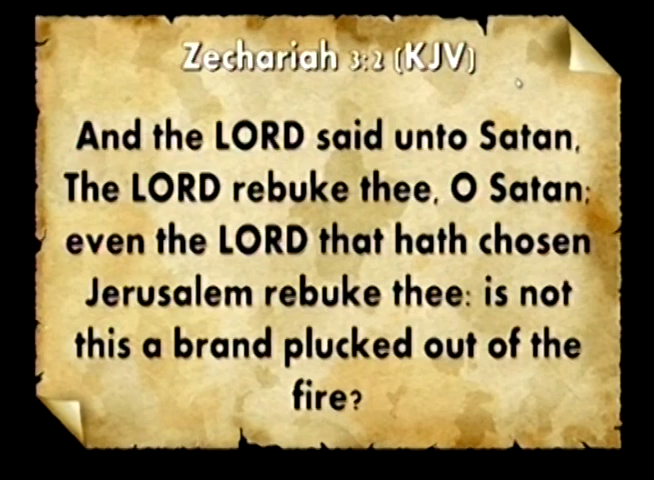 Zechariah 3:2 (KJV)
And the LORD said unto Satan,
The LORD rebuke thee, O Satan;
even the LORD that hath chosen
Jerusalem rebuke thee: is not
this a brand plucked out of the
fire?